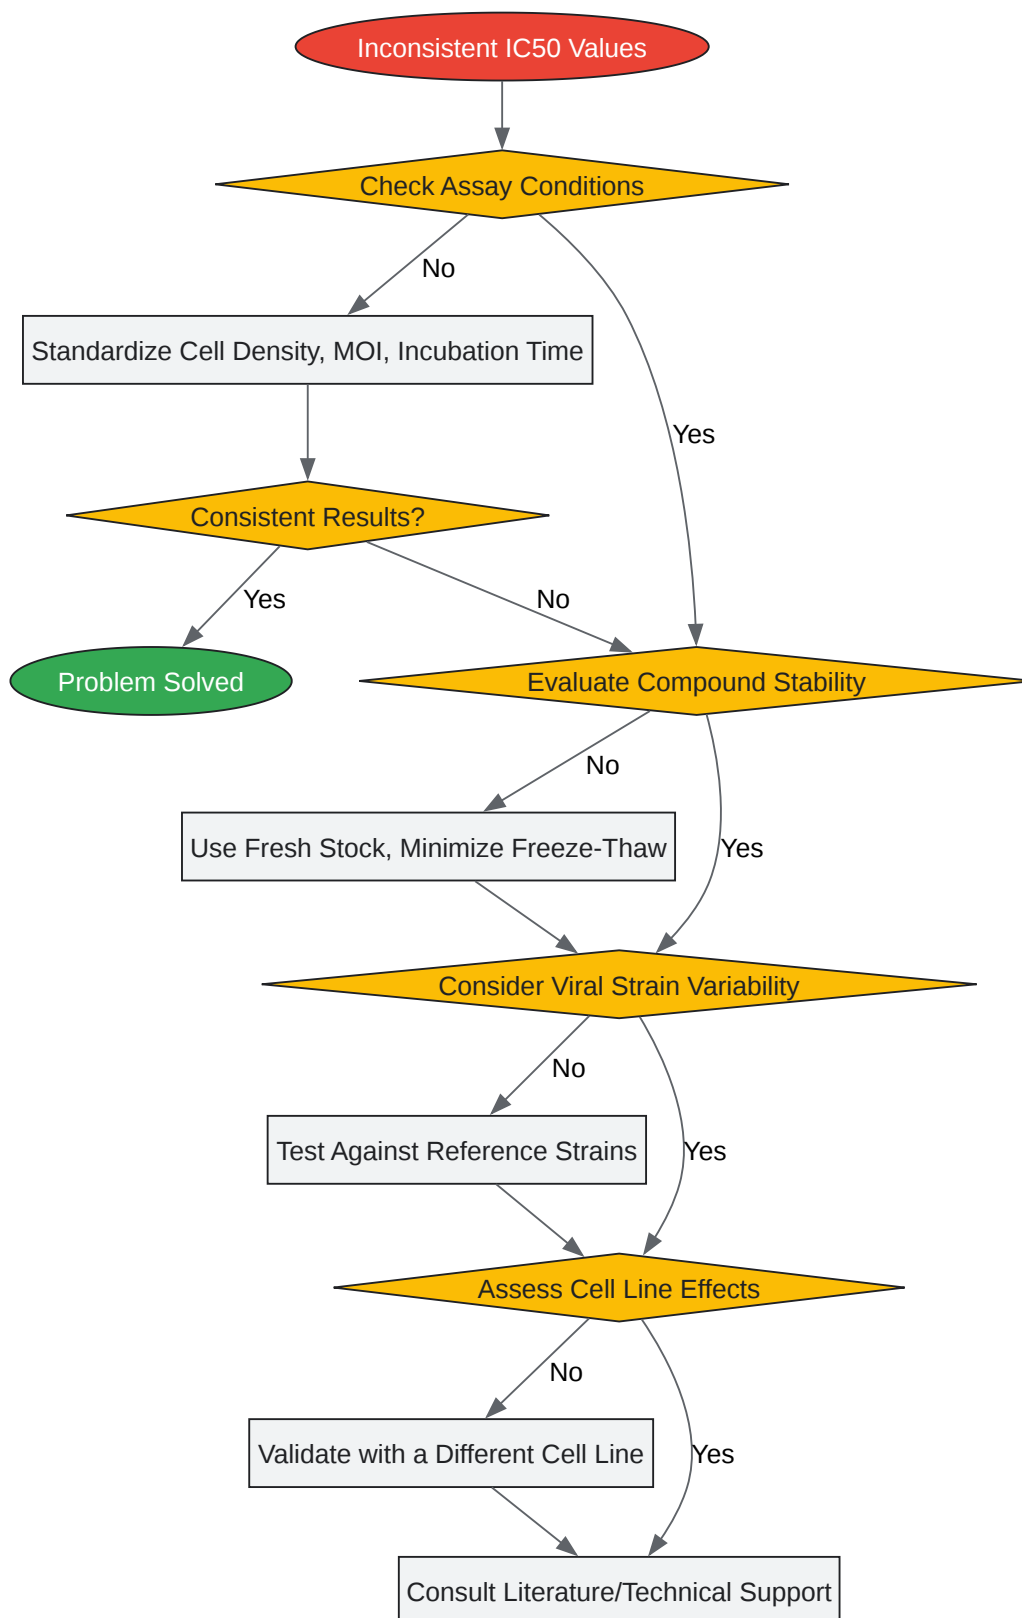 Inconsistent IC50 Values
Check Assay Conditions
No
Standardize Cell Density, MOI, Incubation Time
Yes
Consistent Results?
Yes
No
Problem Solved
Evaluate Compound Stability
No
Use Fresh Stock, Minimize Freeze-Thaw
Yes
Consider Viral Strain Variability
No
Test Against Reference Strains
Yes
Assess Cell Line Effects
No
Validate with a Different Cell Line
Yes
Consult Literature/Technical Support